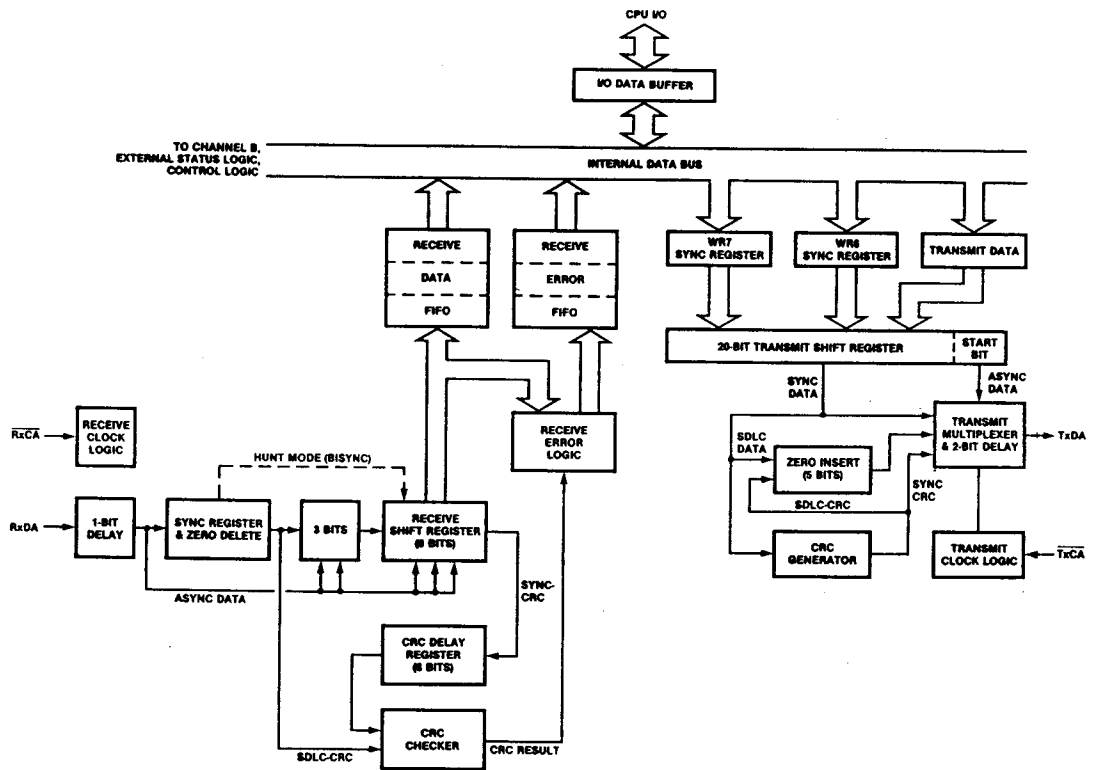 CPU I/O
I/O DATA BUFFER
TO CHANNEL B,
EXTERNAL STATUS LOGIC,
CONTROL LOGIC
INTERNAL DATA BUS
RECEIVE
DATA
FIFO
RECEIVE
ERROR
FIFO
WR7
SYNC REGISTER
WR6
SYNC REGISTER
TRANSMIT DATA
20-BIT TRANSMIT SHIFT REGISTER
START
BIT
SYNC
DATA
ASYNC
DATA
RxCA
RECEIVE
CLOCK
LOGIC
RECEIVE
ERROR
LOGIC
TRANSMIT
MULTIPLEXER
& 2-BIT DELAY
TxDA
HUNT MODE (BISYNC)
SDLC
DATA
ZERO INSERT
(5 BITS)
SYNC
CRC
SDLC-CRC
RxDA
1-BIT
DELAY
SYNC REGISTER
& ZERO DELETE
3 BITS
RECEIVE
SHIFT REGISTER
(8 BITS)
CRC
GENERATOR
TRANSMIT
CLOCK LOGIC
TxCA
ASYNC DATA
SYNC-
CRC
CRC DELAY
REGISTER
(8 BITS)
CRC
CHECKER
SDLC-CRC
CRC RESULT